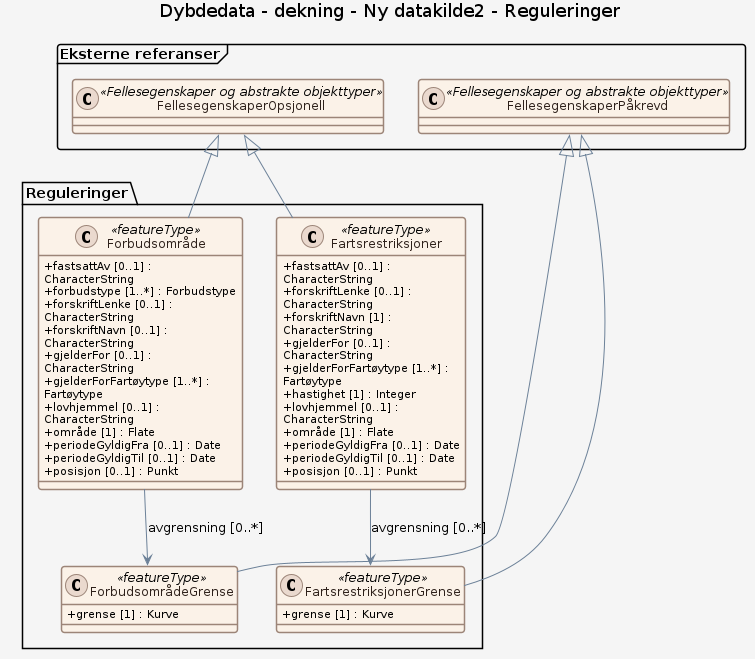 Dybdedata - dekning - Ny datakilde2 - Reguleringer
Eksterne referanser
C «Fellesegenskaper og abstrakte objekttyper»
FellesegenskaperOpsjonell
C «Fellesegenskaper og abstrakte objekttyper»
FellesegenskaperPåkrevd
Reguleringer
C «featureType»
Forbudsområde
+fastsattAv [0..1] :
CharacterString
+forbudstype [1..*] : Forbudstype
+forskriftLenke [0..1] :
CharacterString
+forskriftNavn [0..1] :
CharacterString
+gjelderFor [0..1] :
CharacterString
+gjelderForFartøytype [1..*] :
Fartøytype
+lovhjemmel [0..1] :
CharacterString
+område [1] : Flate
+periodeGyldigFra [0..1] : Date
+periodeGyldigTil [0..1] : Date
+posisjon [0..1] : Punkt
C «featureType»
Fartsrestriksjoner
+fastsattAv [0..1] :
CharacterString
+forskriftLenke [0..1] :
CharacterString
+forskriftNavn [1] :
CharacterString
+gjelderFor [0..1] :
CharacterString
+gjelderForFartøytype [1..*] :
Fartøytype
+hastighet [1] : Integer
+lovhjemmel [0..1] :
CharacterString
+område [1] : Flate
+periodeGyldigFra [0..1] : Date
+periodeGyldigTil [0..1] : Date
+posisjon [0..1] : Punkt
avgrensning [0..*]
avgrensning [0..*]
C «featureType»
ForbudsområdeGrense
+grense [1] : Kurve
C «featureType»
FartsrestriksjonerGrense
+grense [1] : Kurve